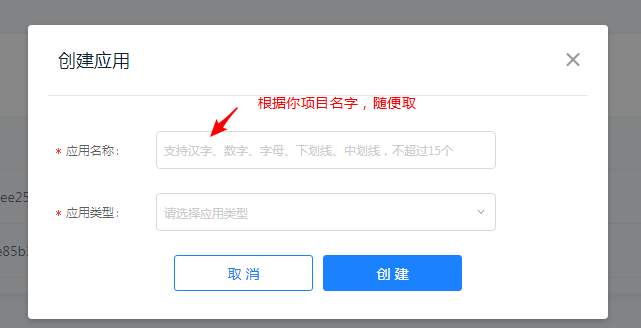 创建应用
根据你项目名字，随便取
* 应用名称：
支持汉字、数字、字母、下划线、中划线，不超过15个
* 应用类型：
请选择应用类型
ee25
e85b
取 消
创 建